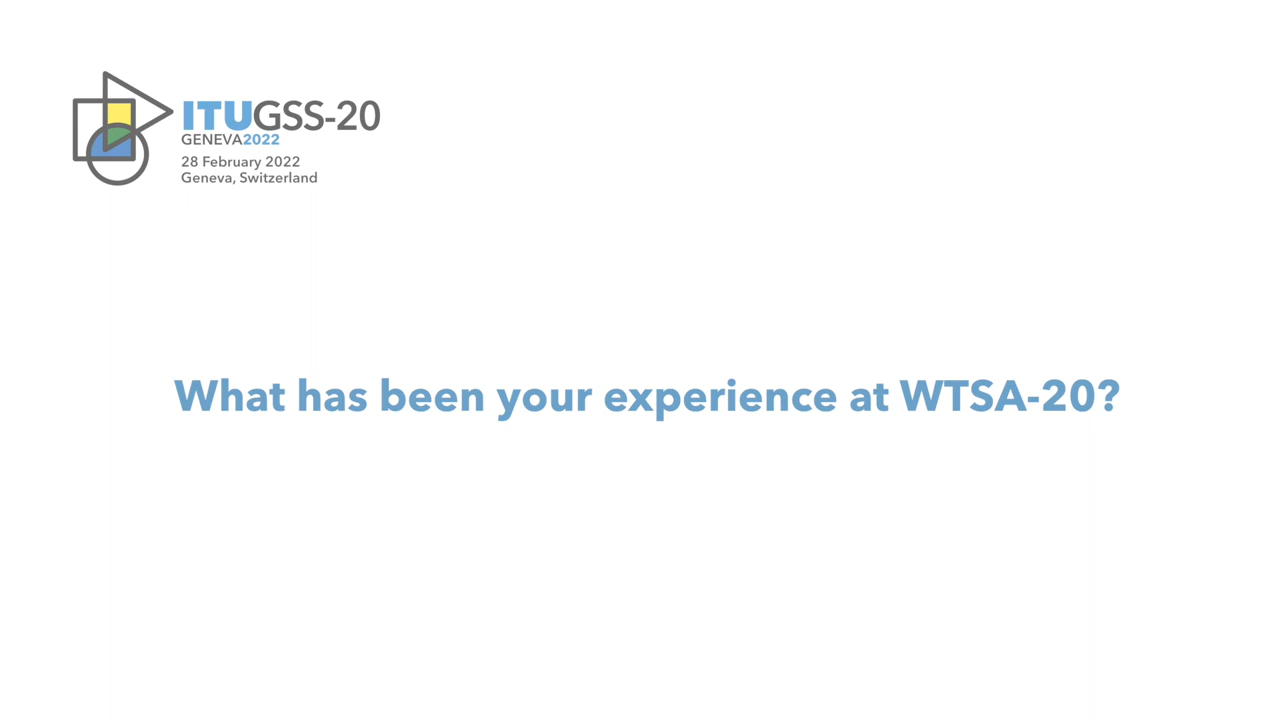 ITUGSS-20
GENEVA2022
28 February 2022
Geneva, Switzerland
What has been your experience at WTSA-20?